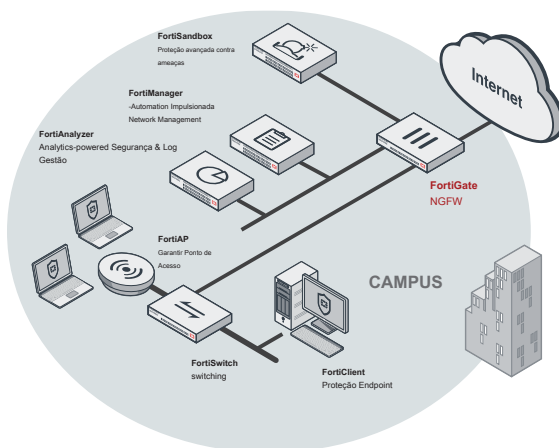 FortiSandbox
Proteção avançada contra
ameaças
FortiManager
-Automation Impulsionada
Network Management
FortiAnalyzer
Analytics-powered Segurança & Log
Gestão
Internet
FortiGate
NGFW
FortiAP
Garantir Ponto de
Acesso
CAMPUS
FortiSwitch
switching
FortiClient
Proteção Endpoint